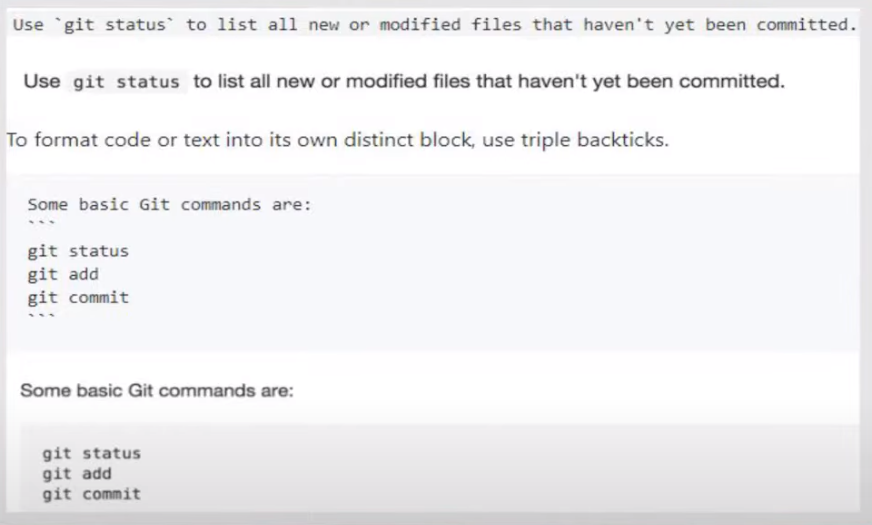 Use `git status` to list all new or modified files that haven't yet been committed.
Use git status to list all new or modified files that haven't yet been committed.
To format code or text into its own distinct block, use triple backticks.
Some basic Git commands are:
```
git status
git add
git commit
```
Some basic Git commands are:
git status
git add
git commit